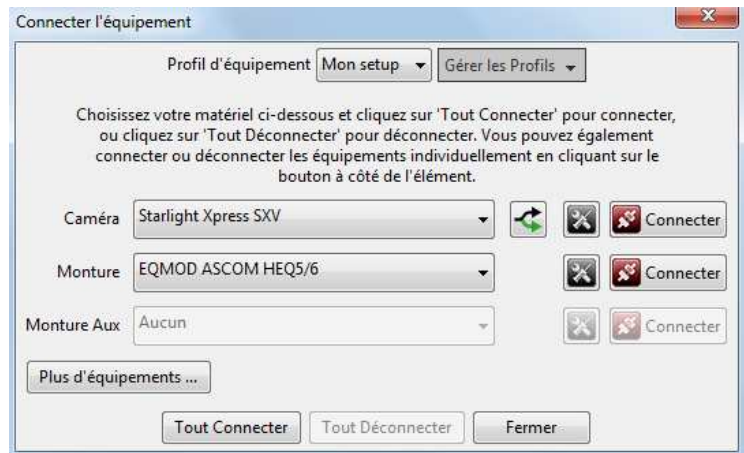 Connecter l'équipement
Profil d'équipement Mon setup Gérer les Profils
Choisissez votre matériel ci-dessous et cliquez sur 'Tout Connecter' pour connecter,
ou cliquez sur 'Tout Déconnecter' pour déconnecter. Vous pouvez également
connecter ou déconnecter les équipements individuellement en cliquant sur le
bouton à côté de l'élément.
Caméra Starlight Xpress SXV Connecter
Monture EQMOD ASCOM HEQ5/6 Connecter
Monture Aux Aucun Connecter
Plus d'équipements ...
Tout Connecter Tout Déconnecter Fermer